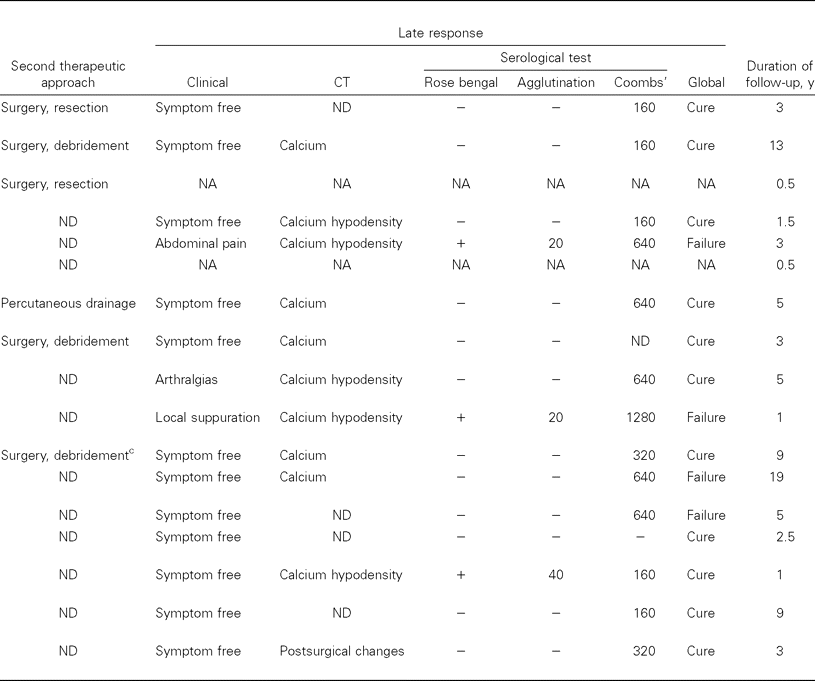 Late response
Serological test
Second therapeutic approach Clinical CT Rose bengal Agglutination Coombs’ Global Duration of follow-up, y
Surgery, resection Symptom free ND − − 160 Cure 3
Surgery, debridement Symptom free Calcium − − 160 Cure 13
Surgery, resection NA NA NA NA NA NA 0.5
ND Symptom free Calcium hypodensity − − 160 Cure 1.5
ND Abdominal pain Calcium hypodensity + 20 640 Failure 3
ND NA NA NA NA NA NA 0.5
Percutaneous drainage Symptom free Calcium − − 640 Cure 5
Surgery, debridement Symptom free Calcium − − ND Cure 3
ND Arthralgias Calcium hypodensity − − 640 Cure 5
ND Local suppuration Calcium hypodensity + 20 1280 Failure 1
Surgery, debridementc Symptom free Calcium − − 320 Cure 9
ND Symptom free Calcium − − 640 Failure 19
ND Symptom free ND − − 640 Failure 5
ND Symptom free ND − − − Cure 2.5
ND Symptom free Calcium hypodensity + 40 160 Cure 1
ND Symptom free ND − − 160 Cure 9
ND Symptom free Postsurgical changes − − 320 Cure 3